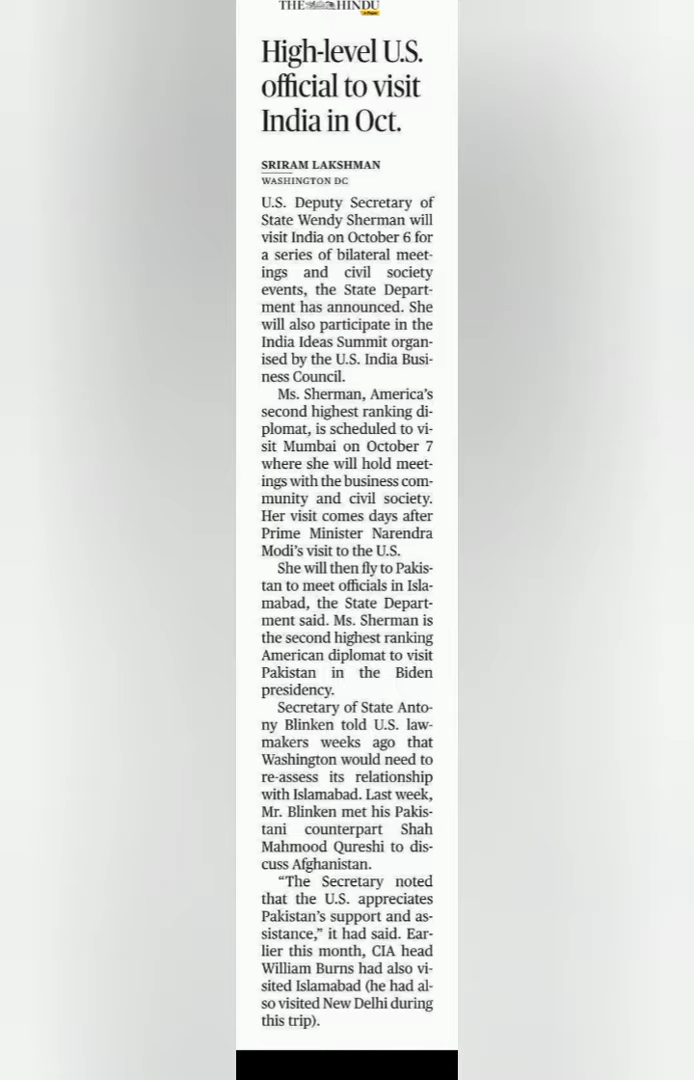 THE HINDU
High-level U.S.
official to visit
India in Oct.
SRIRAM LAKSHMAN
WASHINGTON DC
U.S. Deputy Secretary of
State Wendy Sherman will
visit India on October 6 for
a series of bilateral meet-
ings and civil society
events, the State Depart-
ment has announced. She
will also participate in the
India Ideas Summit organ-
ised by the U.S. India Busi-
ness Council.
Ms. Sherman, America's
second highest ranking di-
plomat, is scheduled to vi-
sit Mumbai on October 7
where she will hold meet-
ings with the business com-
munity and civil society.
Her visit comes days after
Prime Minister Narendra
Modi's visit to the U.S.
She will then fly to Pakis-
tan to meet officials in Isla-
mabad, the State Depart-
ment said. Ms. Sherman is
the second highest ranking
American diplomat to visit
Pakistan in the Biden
presidency.
Secretary of State Anto-
ny Blinken told U.S. law-
makers weeks ago that
Washington would need to
re-assess its relationship
with Islamabad. Last week,
Mr. Blinken met his Pakis-
tani counterpart Shah
Mahmood Qureshi to dis-
cuss Afghanistan.
“The Secretary noted
that the U.S. appreciates
Pakistan's support and as-
sistance,” it had said. Ear-
lier this month, CIA head
William Burns had also vi-
sited Islamabad (he had al-
so visited New Delhi during
this trip).